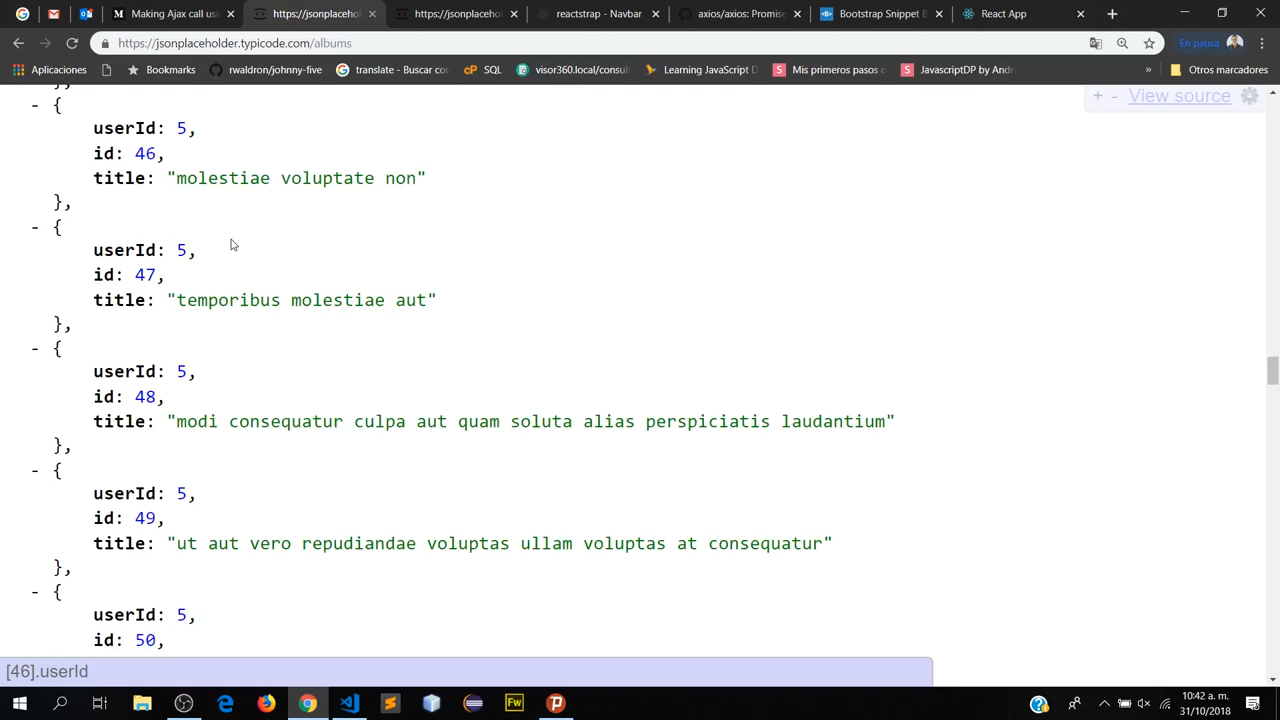 Making Ajax call usin
https://jsonplacehol
https://jsonplacehol
reactstrap - Navbar
axios/axios: Promise
Bootstrap Snippet B
React App
https://jsonplaceholder.typicode.com/albums
En pausa
Aplicaciones
Bookmarks
rwaldron/johnny-five
translate - Buscar con
SQL
visor360.local/consul
Learning JavaScript D
Mis primeros pasos c
JavascriptDP by Andr
»
Otros marcadores
+ - View source
},
- {
userId: 5,
id: 46,
title: "molestiae voluptate non"
},
- {
userId: 5,
id: 47,
title: "temporibus molestiae aut"
},
- {
userId: 5,
id: 48,
title: "modi consequatur culpa aut quam soluta alias perspiciatis laudantium"
},
- {
userId: 5,
id: 49,
title: "ut aut vero repudiandae voluptas ullam voluptas at consequatur"
},
- {
userId: 5,
id: 50,
[46].userId
Fw
10:42 a. m.
31/10/2018